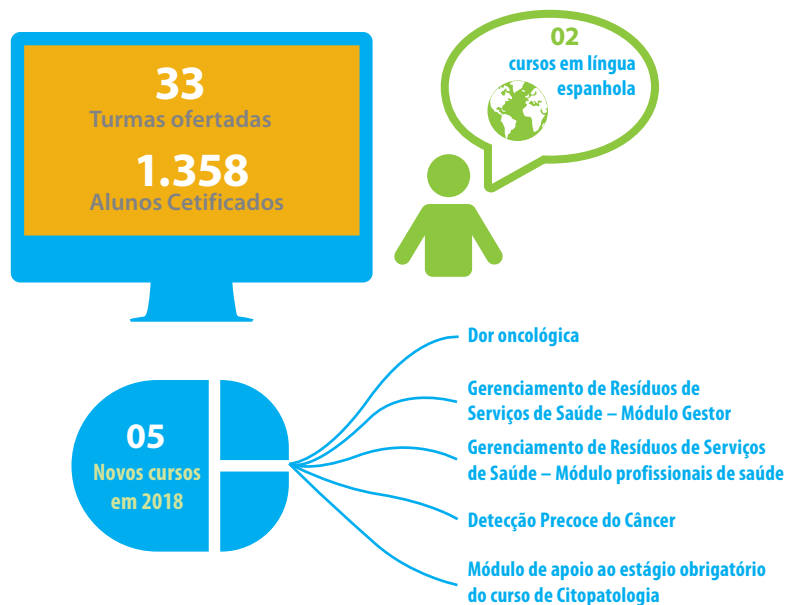 33
Turmas ofertadas
1.358
Alunos Cetificados
02
cursos em língua
espanhola
05
Novos cursos
em 2018
Dor oncológica
Gerenciamento de Resíduos de
Serviços de Saúde – Módulo Gestor
Gerenciamento de Resíduos de Serviços
de Saúde – Módulo profissionais de saúde
Detecção Precoce do Câncer
Módulo de apoio ao estágio obrigatório
do curso de Citopatologia